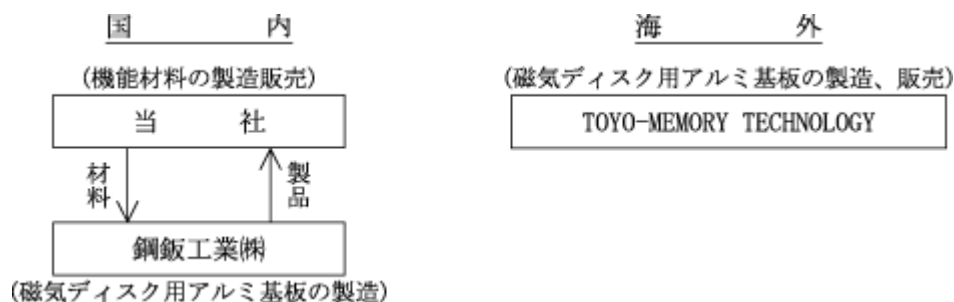 国内
(機能材料の製造販売)
当社
材料
製品
鋼鈑工業㈱
(磁気ディスク用アルミ基板の製造)
海外
(磁気ディスク用アルミ基板の製造、販売)
TOYO-MEMORY TECHNOLOGY